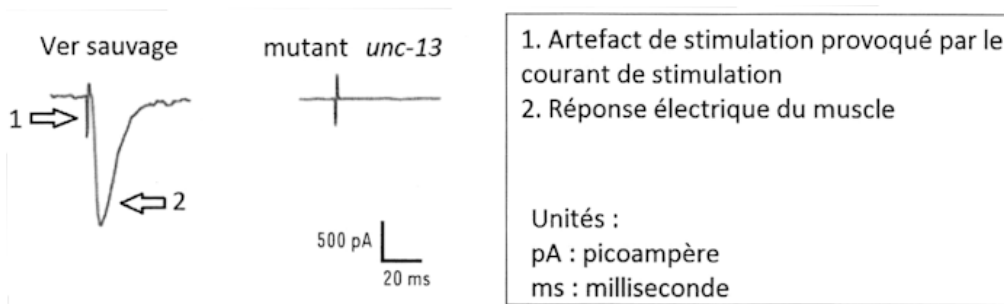 Ver sauvage
mutant unc-13
1
2
500 pA
20 ms
1. Artefact de stimulation provoqué par le
courant de stimulation
2. Réponse électrique du muscle
Unités :
pA : picoampère
ms : milliseconde